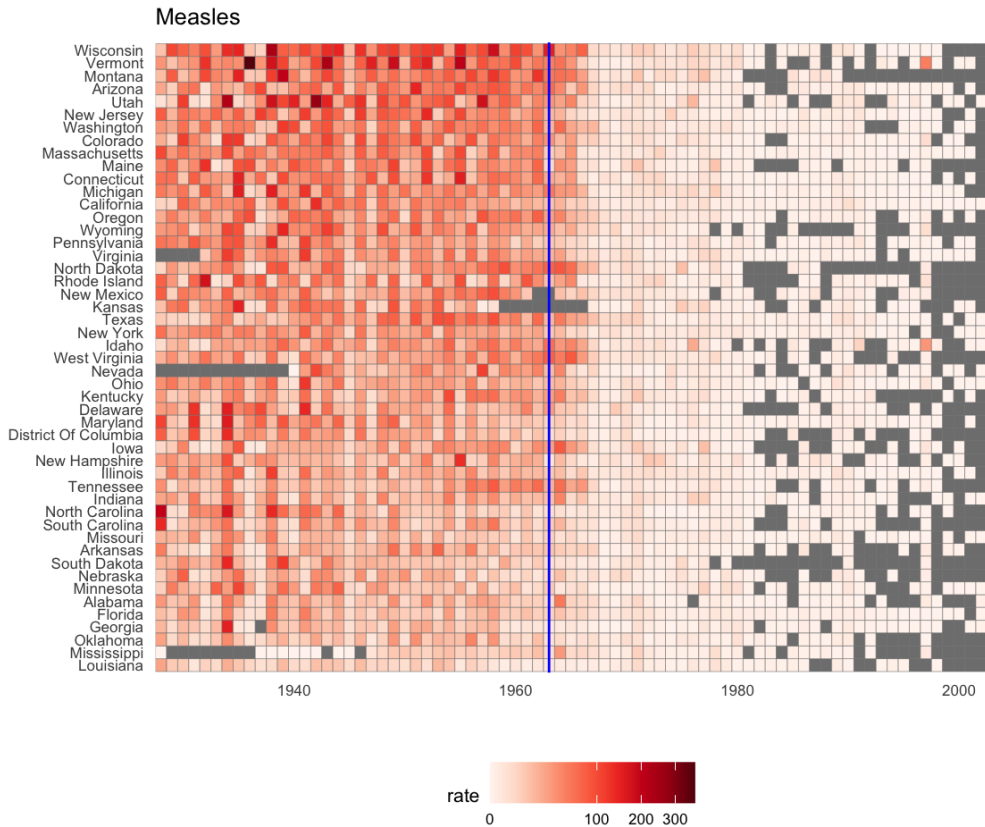 Measles
Wisconsin
Vermont
Montana
Arizona
Utah
New Jersey
Washington
Colorado
Massachusetts
Maine
Connecticut
Michigan
California
Oregon
Wyoming
Pennsylvania
Virginia
North Dakota
Rhode Island
New Mexico
Kansas
Texas
New York
Idaho
West Virginia
Nevada
Ohio
Kentucky
Delaware
Maryland
District Of Columbia
Iowa
New Hampshire
Illinois
Tennessee
Indiana
North Carolina
South Carolina
Missouri
Arkansas
South Dakota
Nebraska
Minnesota
Alabama
Florida
Georgia
Oklahoma
Mississippi
Louisiana
1940 1960 1980 2000
rate
0 100 200 300